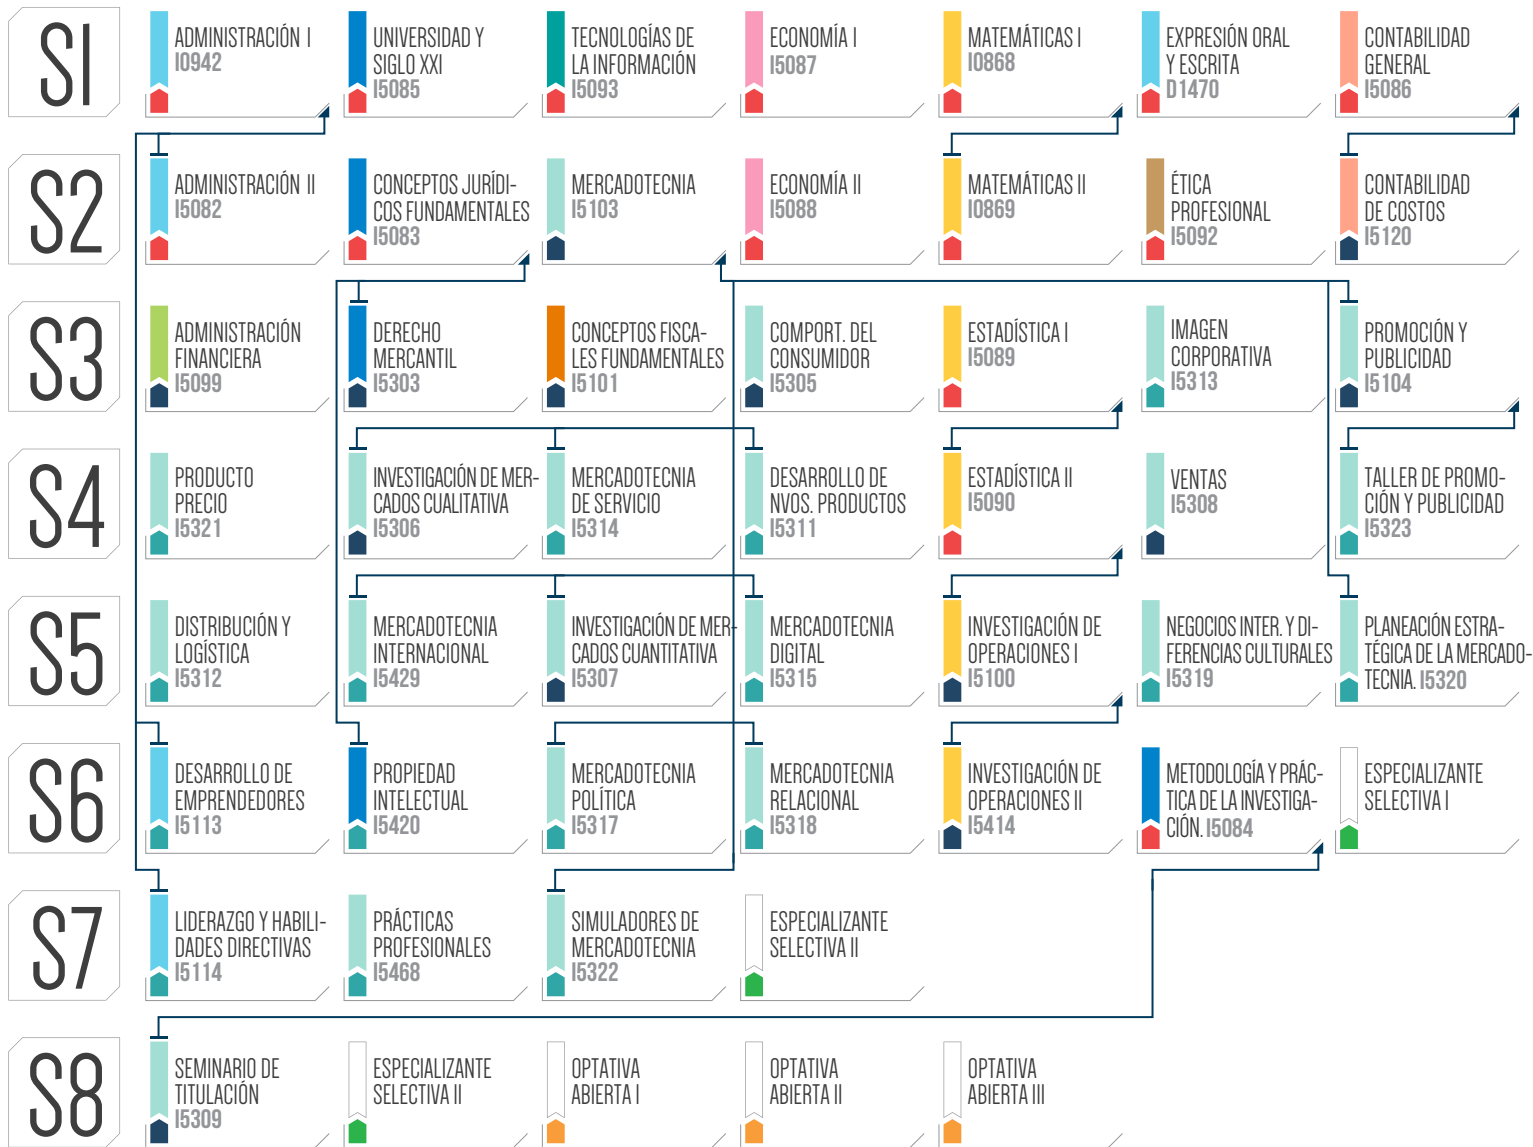 S1
ADMINISTRACIÓN I
I0942
UNIVERSIDAD Y
SIGLO XXI
I5085
TECNOLOGÍAS DE
LA INFORMACIÓN
I5093
ECONOMÍA I
I5087
MATEMÁTICAS I
I0868
EXPRESIÓN ORAL
Y ESCRITA
D1470
CONTABILIDAD
GENERAL
I5086
S2
ADMINISTRACIÓN II
I5082
CONCEPTOS JURÍDI-
COS FUNDAMENTALES
I5083
MERCADOTECNIA
I5103
ECONOMÍA II
I5088
MATEMÁTICAS II
I0869
ÉTICA
PROFESIONAL
I5092
CONTABILIDAD
DE COSTOS
I5120
S3
ADMINISTRACIÓN
FINANCIERA
I5099
DERECHO
MERCANTIL
I5303
CONCEPTOS FISCA-
LES FUNDAMENTALES
I5101
COMPORT. DEL
CONSUMIDOR
I5305
ESTADÍSTICA I
I5089
IMAGEN
CORPORATIVA
I5313
PROMOCIÓN Y
PUBLICIDAD
I5104
S4
PRODUCTO
PRECIO
I5321
INVESTIGACIÓN DE MER-
CADOS CUALITATIVA
I5306
MERCADOTECNIA
DE SERVICIO
I5314
DESARROLLO DE
NVOS. PRODUCTOS
I5311
ESTADÍSTICA II
I5090
VENTAS
I5308
TALLER DE PROMO-
CIÓN Y PUBLICIDAD
I5323
S5
DISTRIBUCIÓN Y
LOGÍSTICA
I5312
MERCADOTECNIA
INTERNACIONAL
I5429
INVESTIGACIÓN DE MER-
CADOS CUANTITATIVA
I5307
MERCADOTECNIA
DIGITAL
I5315
INVESTIGACIÓN DE
OPERACIONES I
I5100
NEGOCIOS INTER. Y DI-
FERENCIAS CULTURALES
I5319
PLANEACIÓN ESTRA-
TÉGICA DE LA MERCADO-
TECNIA. I5320
S6
DESARROLLO DE
EMPRENDEDORES
I5113
PROPIEDAD
INTELECTUAL
I5420
MERCADOTECNIA
POLÍTICA
I5317
MERCADOTECNIA
RELACIONAL
I5318
INVESTIGACIÓN DE
OPERACIONES II
I5414
METODOLOGÍA Y PRÁC-
TICA DE LA INVESTIGA-
CIÓN. I5084
ESPECIALIZANTE
SELECTIVA I
S7
LIDERAZGO Y HABILI-
DADES DIRECTIVAS
I5114
PRÁCTICAS
PROFESIONALES
I5468
SIMULADORES DE
MERCADOTECNIA
I5322
ESPECIALIZANTE
SELECTIVA II
S8
SEMINARIO DE
TITULACIÓN
I5309
ESPECIALIZANTE
SELECTIVA II
OPTATIVA
ABIERTA I
OPTATIVA
ABIERTA II
OPTATIVA
ABIERTA III